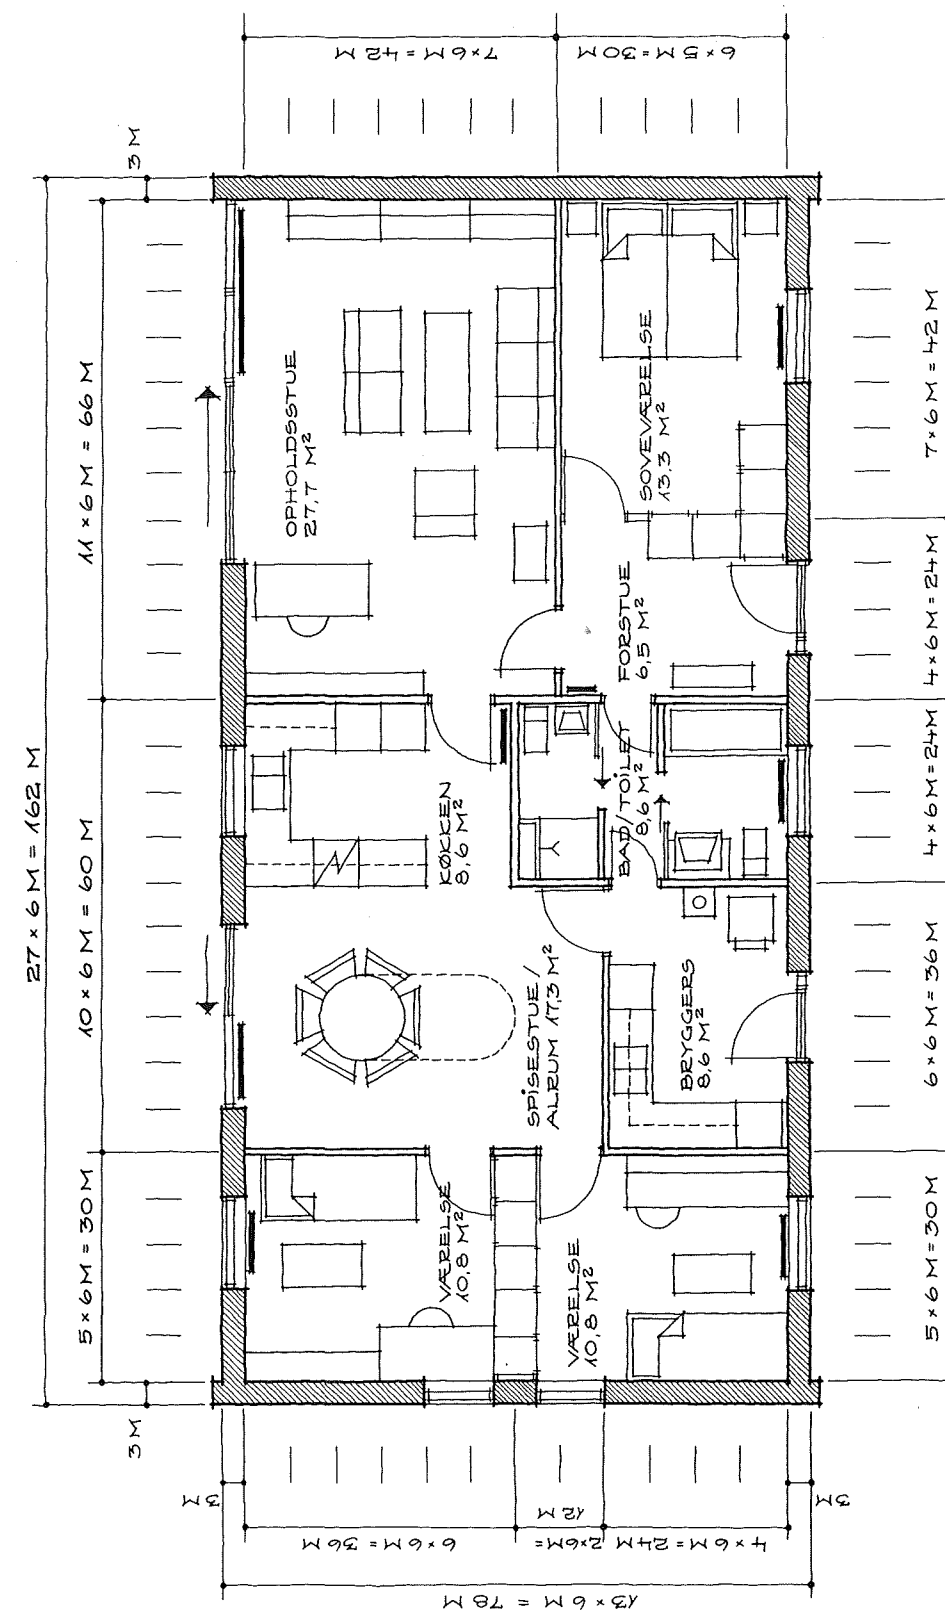 27 × 6 M = 162 M
5 × 6 M = 30 M
10 × 6 M = 60 M
11 × 6 M = 66 M
3 M
3 M
OPHOLDSSTUE
27,7 M²
SOVEVÆRELSE
13,3 M²
FORSTUE
6,5 M²
KØKKEN
8,6 M²
BAD/TOILET
8,6 M²
SPISESTUE/
ALRUM 17,3 M²
BRYGGERS
8,6 M²
VÆRELSE
10,8 M²
VÆRELSE
10,8 M²
5 × 6 M = 30 M
6 × 6 M = 36 M
4 × 6 M = 24 M
4 × 6 M = 24 M
7 × 6 M = 42 M
7 × 6 M = 42 M
6 × 5 M = 30 M
3 M
6 × 6 M = 36 M
2 × 6 M =
12 M
4 × 6 M = 24 M
3 M
13 × 6 M = 78 M